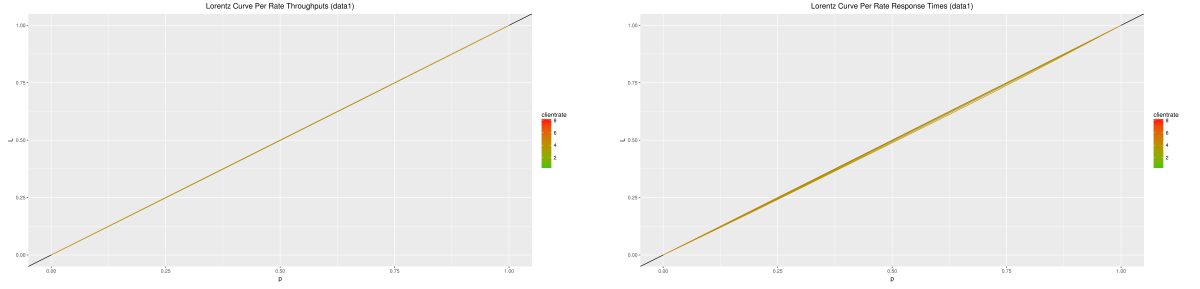 Lorentz Curve Per Rate Throughputs (data1)
1.00
0.75
0.50
0.25
0.00
L
0.00 0.25 0.50 0.75 1.00
p
clientrate
8
6
4
2
Lorentz Curve Per Rate Response Times (data1)
1.00
0.75
0.50
0.25
0.00
L
0.00 0.25 0.50 0.75 1.00
p
clientrate
8
6
4
2